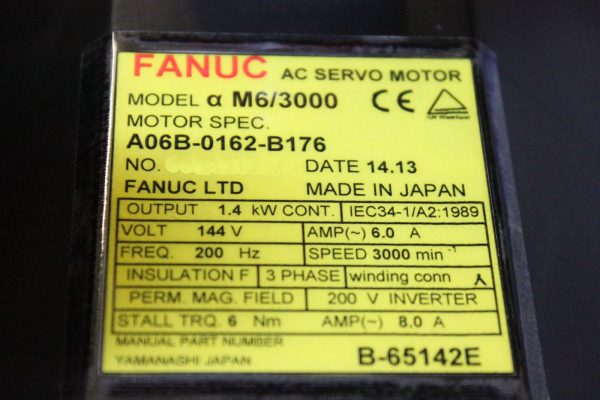 FANUC AC SERVO MOTOR
MODEL α M6/3000 CE
MOTOR SPEC.
A06B-0162-B176
NO. DATE 14.13
FANUC LTD MADE IN JAPAN
OUTPUT 1.4 kW CONT. IEC34-1/A2:1989
VOLT 144 V AMP(~) 6.0 A
FREQ. 200 Hz SPEED 3000 min⁻¹
INSULATION F 3 PHASE winding conn
PERM. MAG. FIELD 200 V INVERTER
STALL TRQ. 6 Nm AMP(~) 8.0 A
MANUAL PART NUMBER
YAMANASHI JAPAN B-65142E